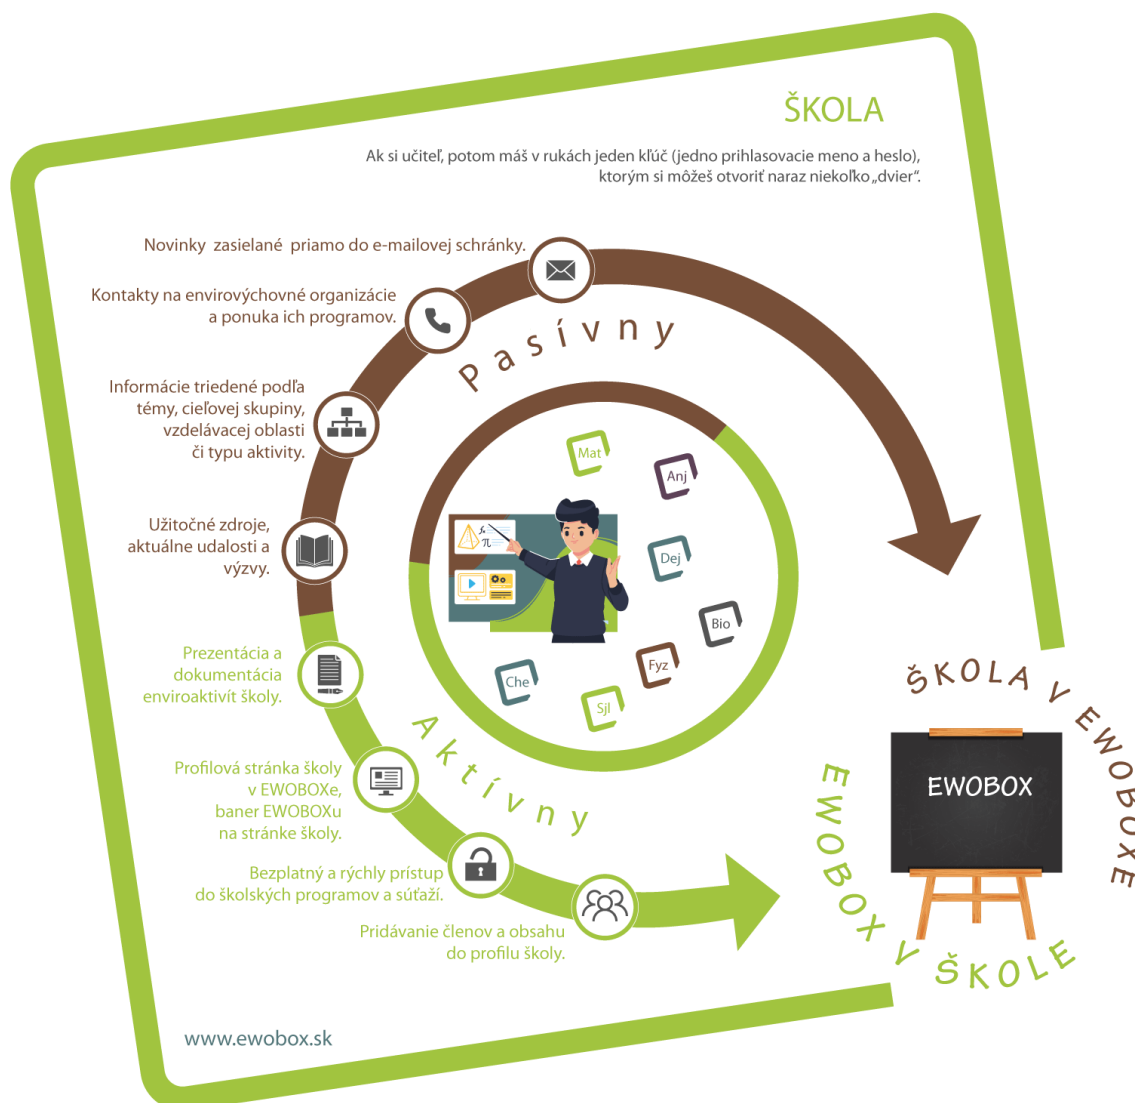 ŠKOLA
Ak si učiteľ, potom máš v rukách jeden kľúč (jedno prihlasovacie meno a heslo),
ktorým si môžeš otvoriť naraz niekoľko „dvier“.
Novinky zasielané priamo do e-mailovej schránky.
Kontakty na envirovýchovné organizácie
a ponuka ich programov.
Informácie triedené podľa
témy, cieľovej skupiny,
vzdelávacej oblasti
či typu aktivity.
Užitočné zdroje,
aktuálne udalosti a
výzvy.
Prezentácia a
dokumentácia
enviroaktivít školy.
Profilová stránka školy
v EWOBOXe,
baner EWOBOXu
na stránke školy.
Bezplatný a rýchly prístup
do školských programov a súťaží.
Pridávanie členov a obsahu
do profilu školy.
Pasívny
Mat
Anj
π
Dej
Bio
Fyz
Che
Sjl
Aktívny
ŠKOLA V EWOBOXE
EWOBOX
EWOBOX V ŠKOLE
www.ewobox.sk